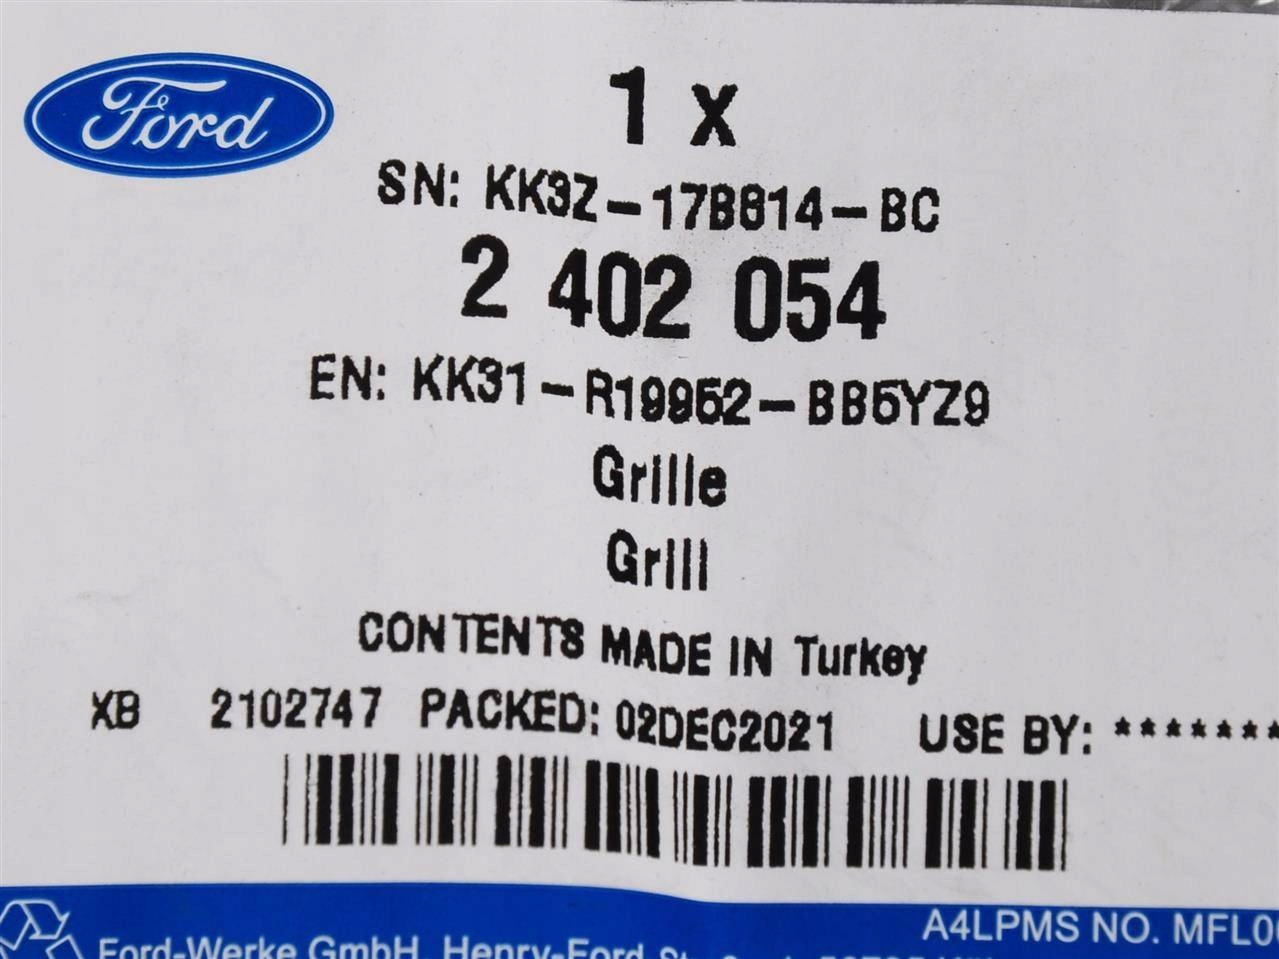 Ford
1 x
SN: KK3Z-17B814-BC
2 402 054
EN: KK31-R19952-BB5YZ9
Grille
Grill
CONTENTS MADE IN Turkey
XB 2102747 PACKED: 02DEC2021 USE BY: *******
A4LPMS NO. MFL0
Ford-Werke GmbH, Henry-Ford